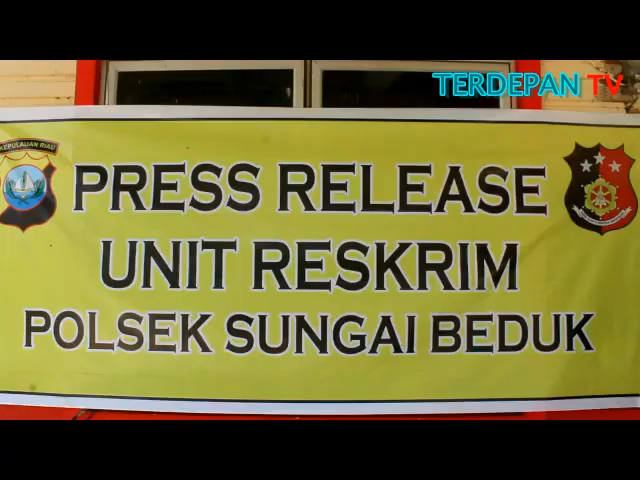 TERDEPAN TV
KEPULAUAN RIAU
PRESS RELEASE
UNIT RESKRIM
POLSEK SUNGAI BEDUK